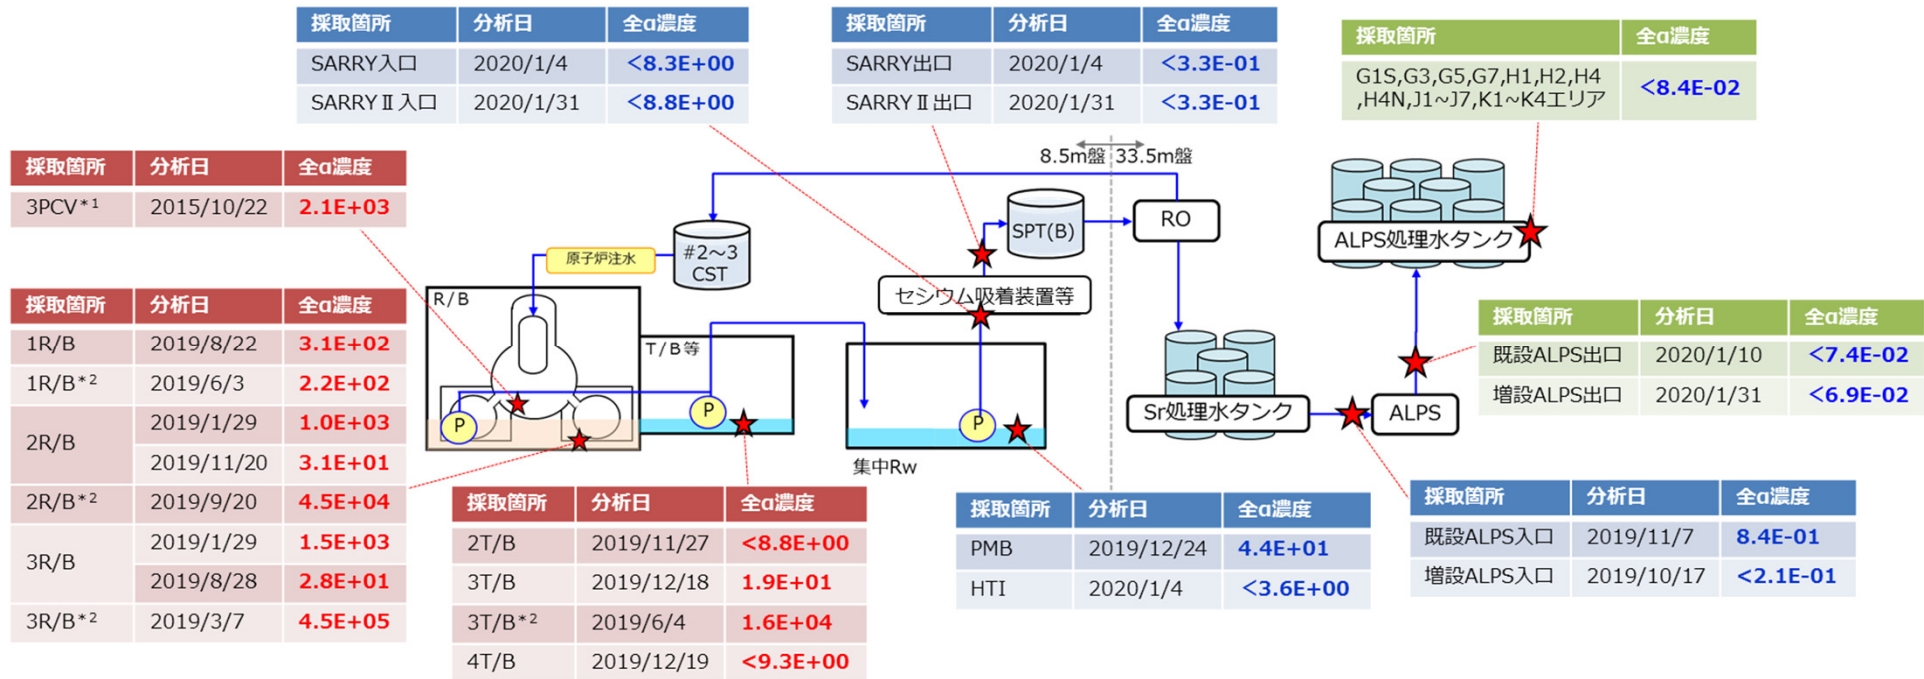 採取箇所 分析日 全α濃度
SARRY入口 2020/1/4 <8.3E+00
SARRYⅡ入口 2020/1/31 <8.8E+00
採取箇所 分析日 全α濃度
SARRY出口 2020/1/4 <3.3E-01
SARRYⅡ出口 2020/1/31 <3.3E-01
採取箇所 全α濃度
G1S,G3,G5,G7,H1,H2,H4
,H4N,J1~J7,K1~K4エリア
<8.4E-02
採取箇所 分析日 全α濃度
3PCV*1 2015/10/22 2.1E+03
8.5m盤 33.5m盤
SPT(B)
RO
ALPS処理水タンク
#2~3
CST
原子炉注水
セシウム吸着装置等
R/B
T/B等
P
P
P
集中Rw
Sr処理水タンク
ALPS
採取箇所 分析日 全α濃度
1R/B 2019/8/22 3.1E+02
1R/B*2 2019/6/3 2.2E+02
2R/B 2019/1/29 1.0E+03
2019/11/20 3.1E+01
2R/B*2 2019/9/20 4.5E+04
3R/B 2019/1/29 1.5E+03
2019/8/28 2.8E+01
3R/B*2 2019/3/7 4.5E+05
採取箇所 分析日 全α濃度
既設ALPS出口 2020/1/10 <7.4E-02
増設ALPS出口 2020/1/31 <6.9E-02
採取箇所 分析日 全α濃度
2T/B 2019/11/27 <8.8E+00
3T/B 2019/12/18 1.9E+01
3T/B*2 2019/6/4 1.6E+04
4T/B 2019/12/19 <9.3E+00
採取箇所 分析日 全α濃度
PMB 2019/12/24 4.4E+01
HTI 2020/1/4 <3.6E+00
採取箇所 分析日 全α濃度
既設ALPS入口 2019/11/7 8.4E-01
増設ALPS入口 2019/10/17 <2.1E-01